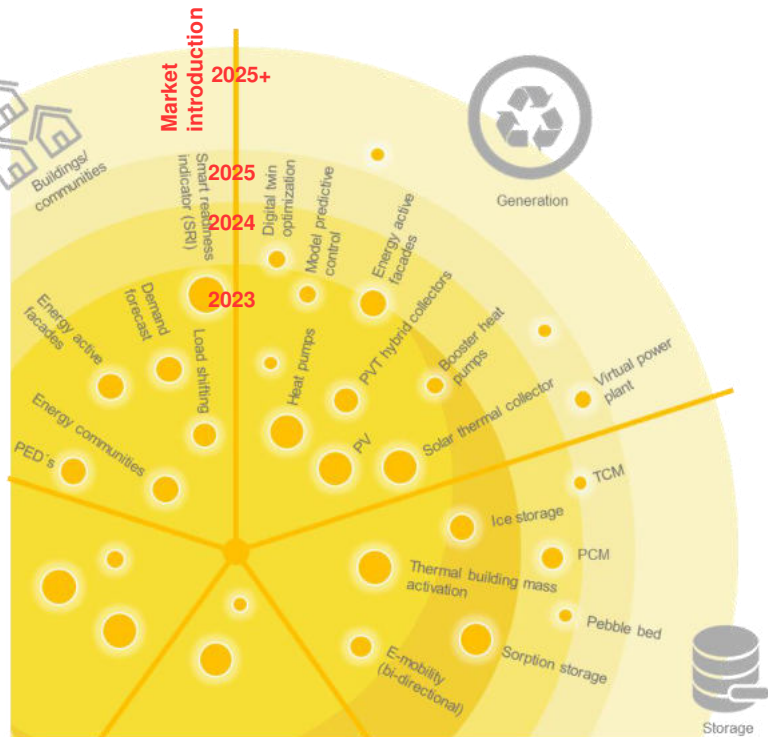 Market
introduction
2025+
2025
2024
2023
Buildings/
communities
Smart readiness
indicator (SRI)
Demand
forecast
Energy active
facades
Load shifting
Energy communities
PED´s
Generation
Digital twin
optimization
Model predictive
control
Energy active
facades
PVT hybrid collectors
Heat pumps
Booster heat
pumps
PV
Solar thermal collector
Virtual power
plant
TCM
Ice storage
PCM
Thermal building mass
activation
Pebble bed
Sorption storage
E-mobility
(bi-directional)
Storage